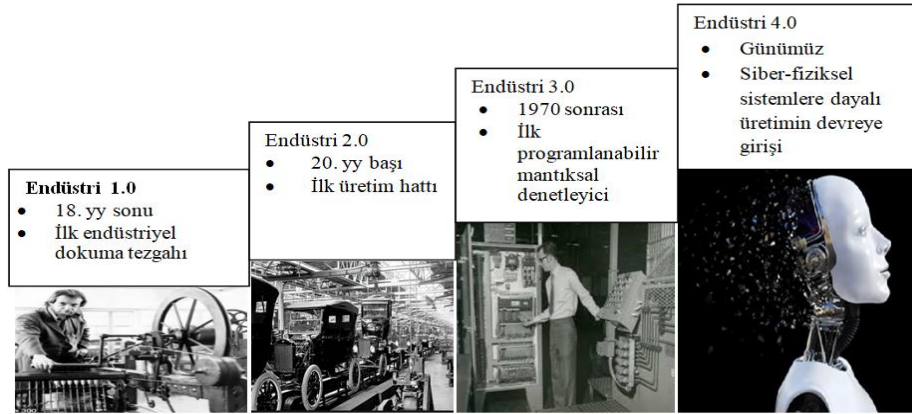 Endüstri 1.0
• 18. yy sonu
• İlk endüstriyel
dokuma tezgahı
Endüstri 2.0
• 20. yy başı
• İlk üretim hattı
Endüstri 3.0
• 1970 sonrası
• İlk
programlanabilir
mantıksal
denetleyici
Endüstri 4.0
• Günümüz
• Siber-fiziksel
sistemlere dayalı
üretimin devreye
girişi